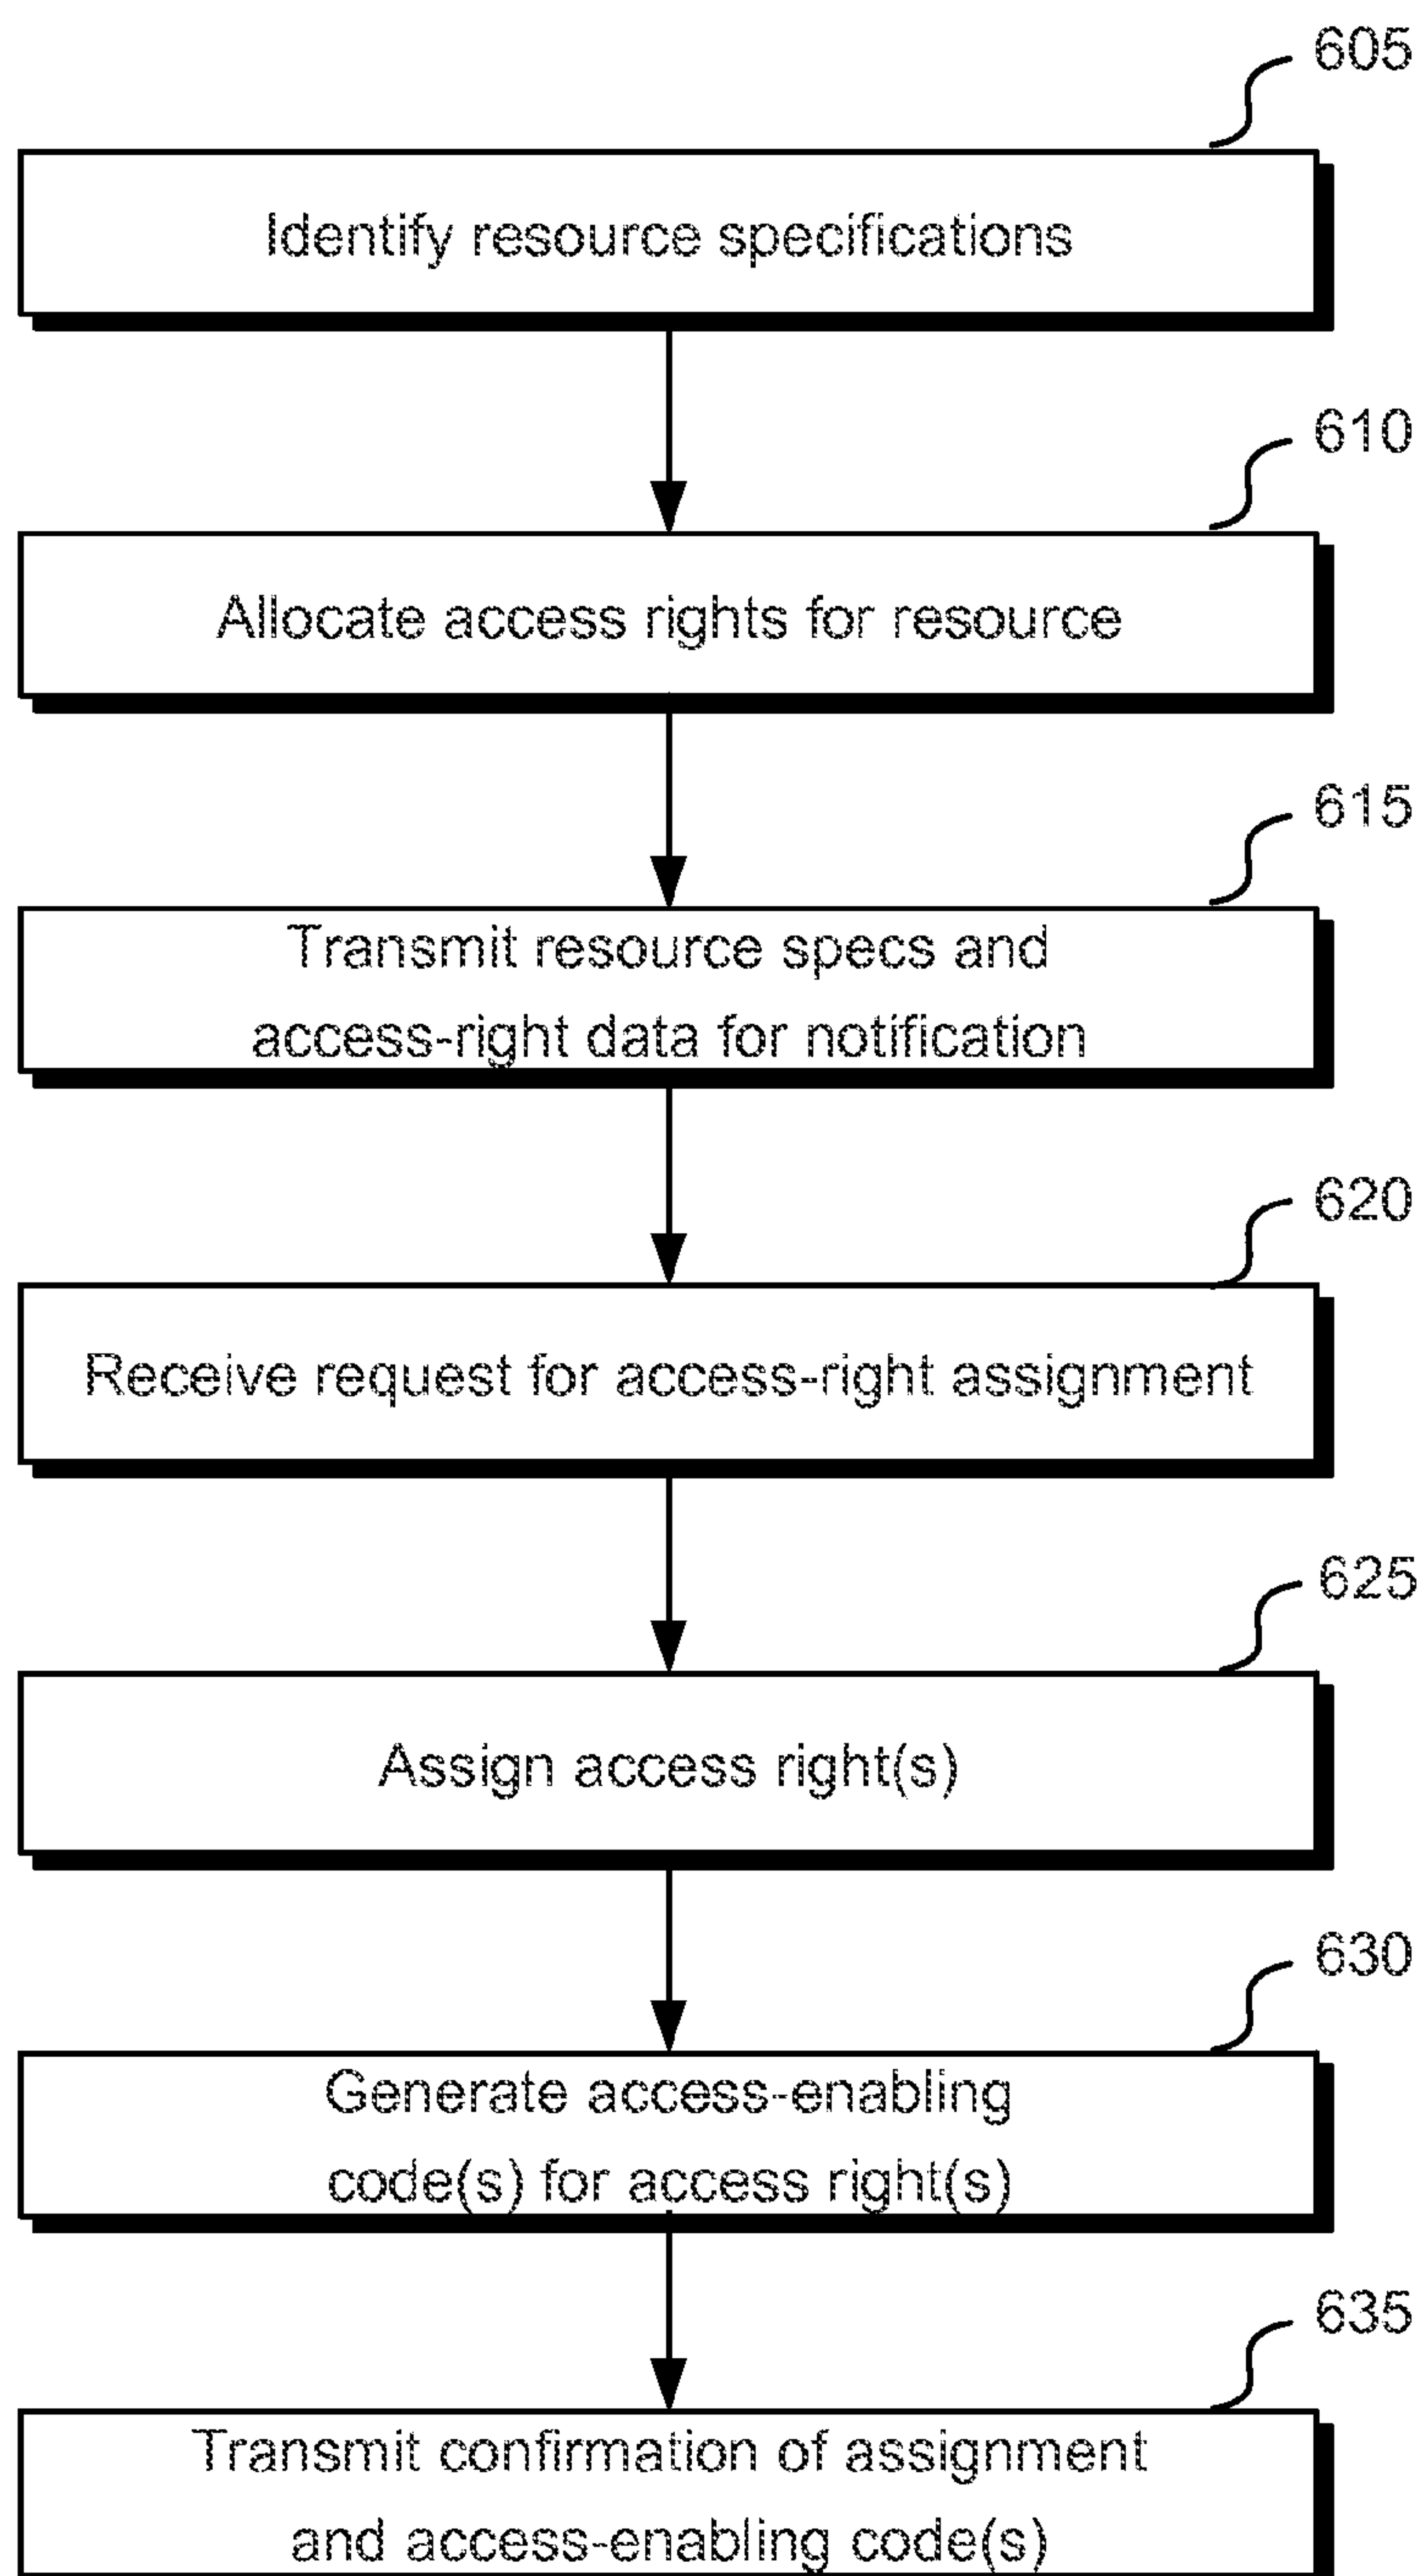 605
Identify resource specifications
610
Allocate access rights for resource
615
Transmit resource specs and
access-right data for notification
620
Receive request for access-right assignment
625
Assign access right(s)
630
Generate access-enabling
code(s) for access right(s)
635
Transmit confirmation of assignment
and access-enabling code(s)